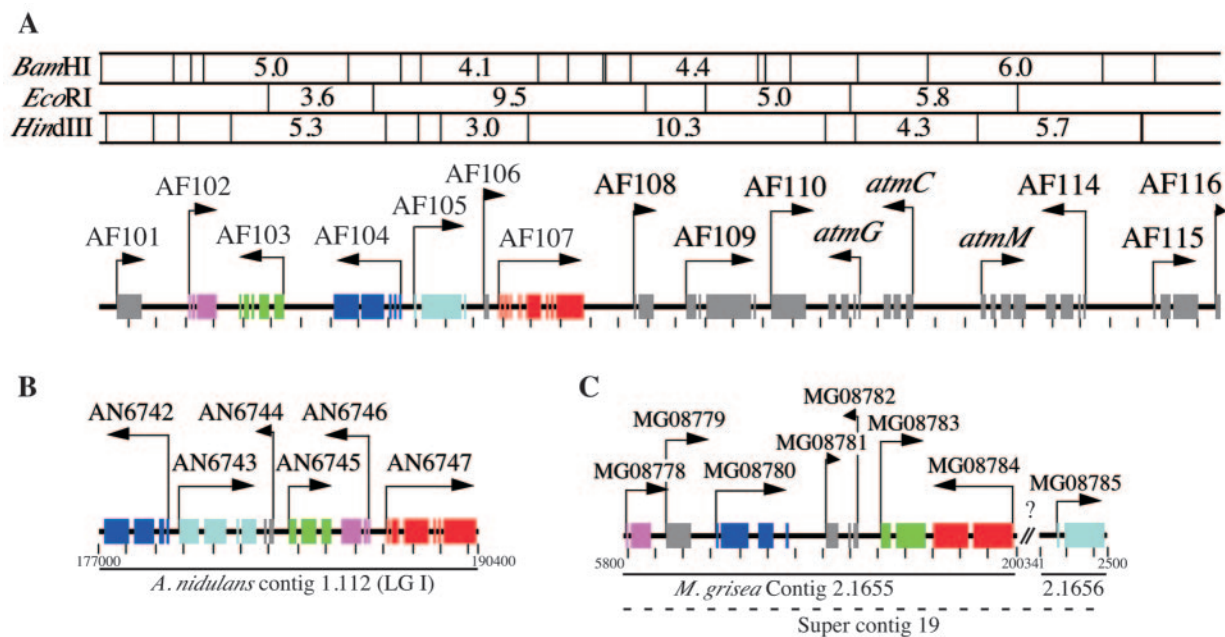 A
BamHI 5.0 4.1 4.4 6.0
EcoRI 3.6 9.5 5.0 5.8
HindIII 5.3 3.0 10.3 4.3 5.7
AF101 AF102 AF103 AF104 AF105 AF106 AF107 AF108 AF109 AF110 atmG atmC atmM AF114 AF115 AF116
B
AN6742 AN6744 AN6746
AN6743 AN6745 AN6747
177000 190400
A. nidulans contig 1.112 (LG I)
C
MG08782
MG08779 MG08781 MG08783
MG08778 MG08780 MG08784 MG08785
?
//
5800 200341 2500
M. grisea Contig 2.1655 2.1656
Super contig 19